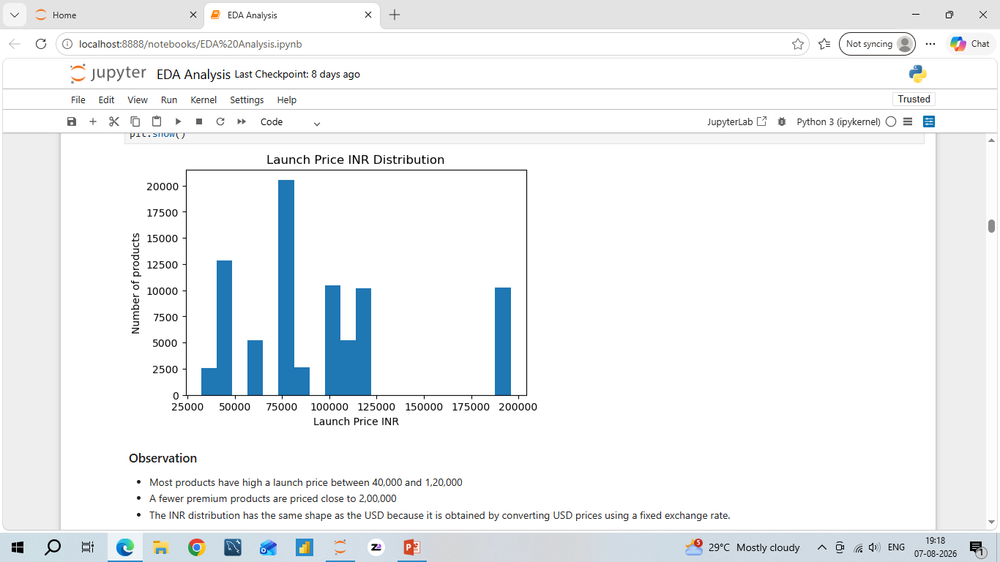 Home
EDA Analysis
localhost:8888/notebooks/EDA%20Analysis.ipynb
Not syncing
Chat
jupyter EDA Analysis Last Checkpoint: 8 days ago
File Edit View Run Kernel Settings Help
Trusted
Code
JupyterLab
Python 3 (ipykernel)
plt.show()
Launch Price INR Distribution
Number of products
20000
17500
15000
12500
10000
7500
5000
2500
0
25000 50000 75000 100000 125000 150000 175000 200000
Launch Price INR
Observation
• Most products have high a launch price between 40,000 and 1,20,000
• A fewer premium products are priced close to 2,00,000
• The INR distribution has the same shape as the USD because it is obtained by converting USD prices using a fixed exchange rate.
5
29°C Mostly cloudy
ENG
19:18
07-08-2026
1